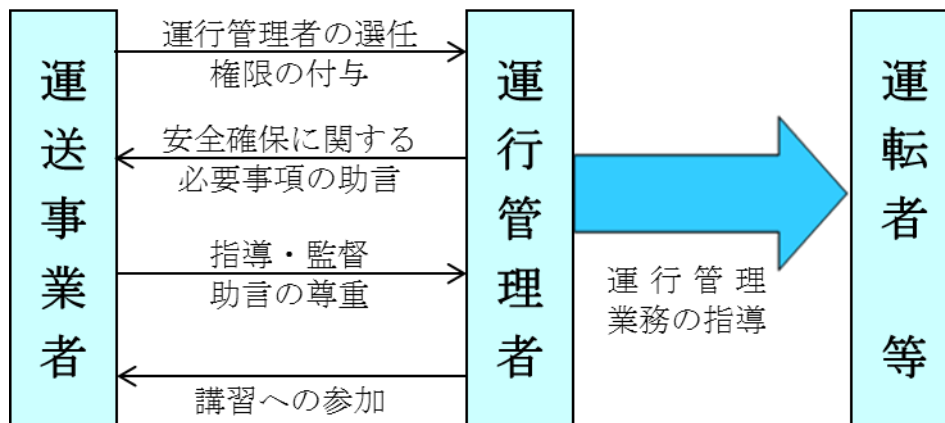 運送事業者
運行管理者の選任
権限の付与
安全確保に関する
必要事項の助言
指導・監督
助言の尊重
講習への参加
運行管理者
運行管理
業務の指導
運転者 等